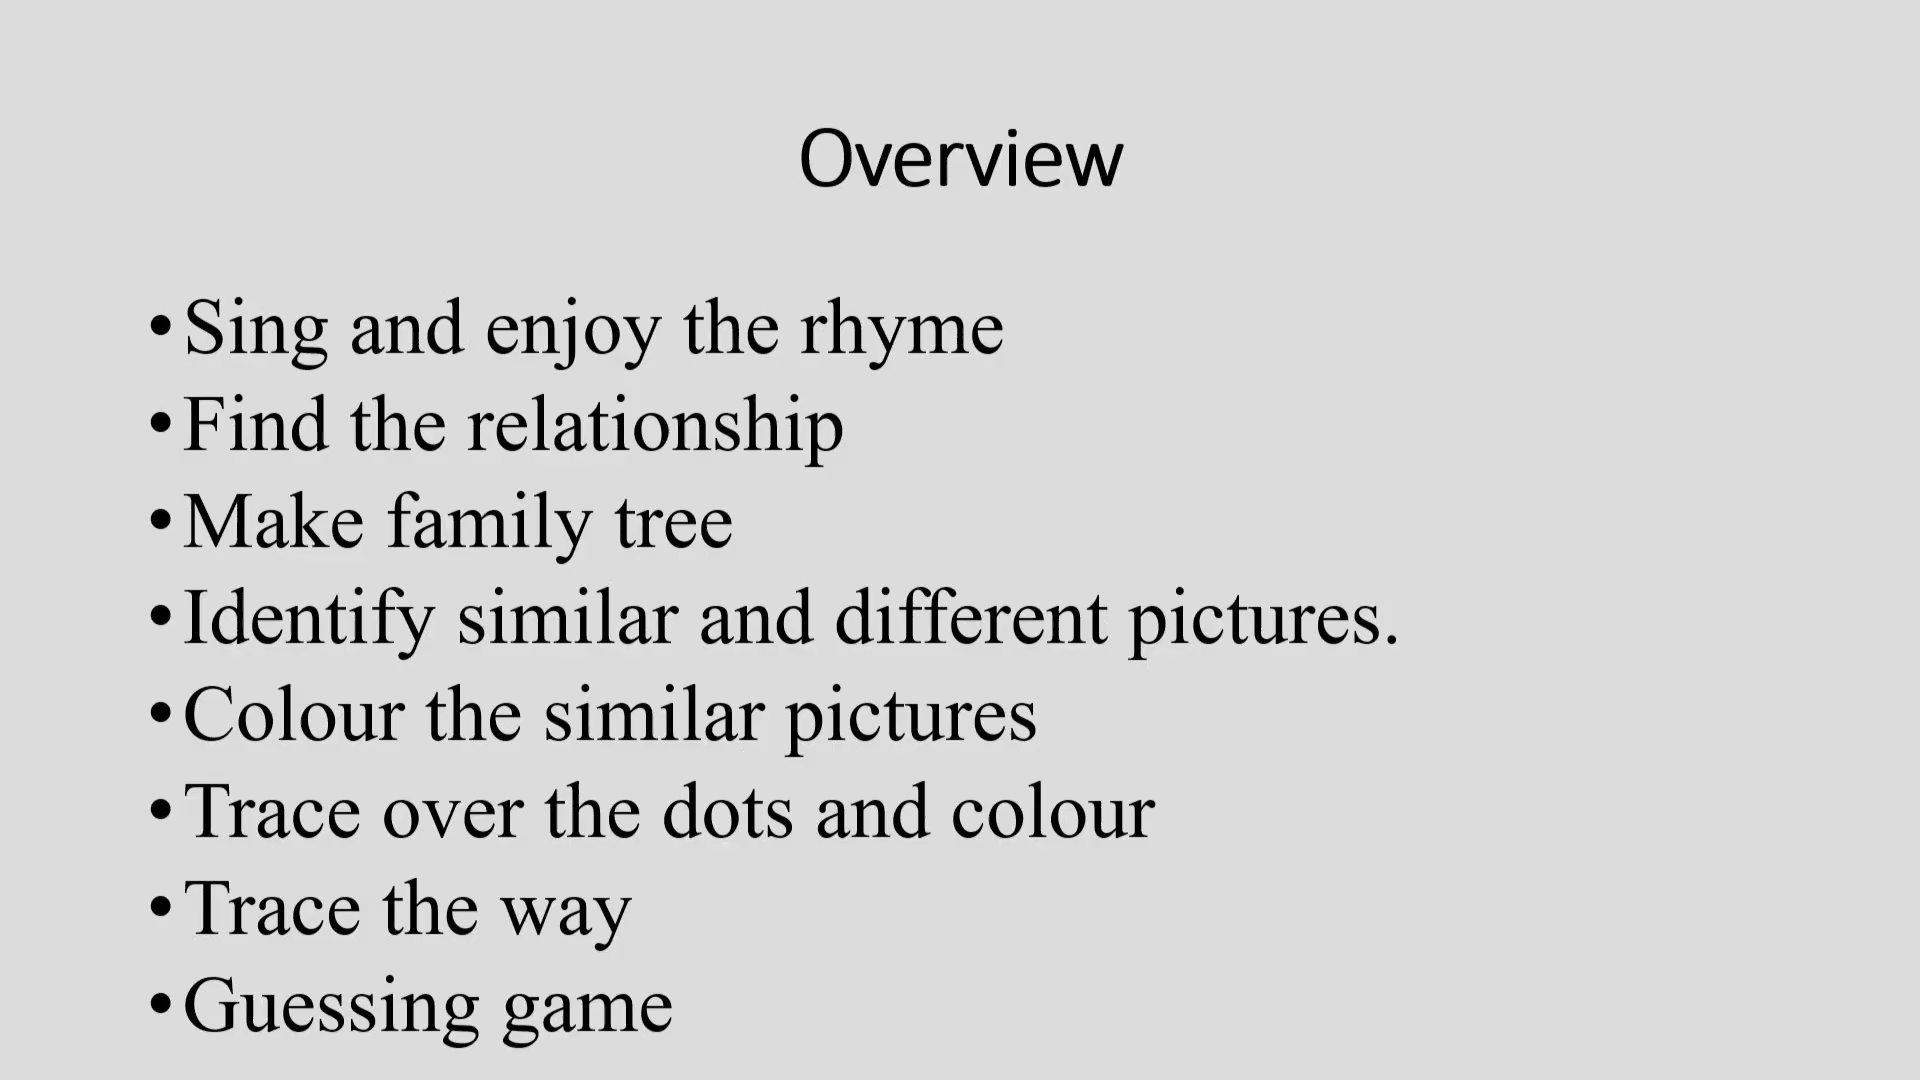 Overview
•Sing and enjoy the rhyme
•Find the relationship
•Make family tree
•Identify similar and different pictures.
•Colour the similar pictures
•Trace over the dots and colour
•Trace the way
•Guessing game